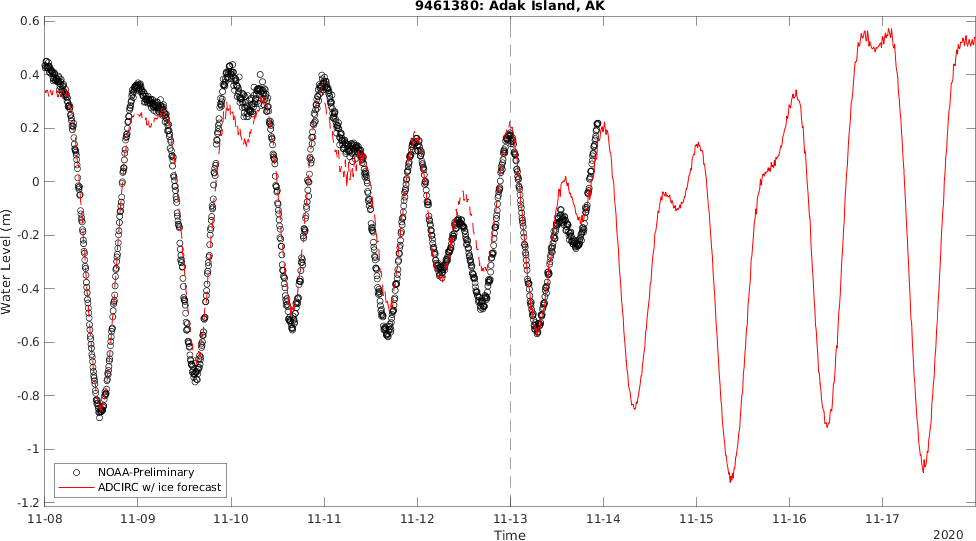 9461380: Adak Island, AK
0.6
0.4
0.2
0
-0.2
-0.4
-0.6
-0.8
-1
-1.2
Water Level (m)
NOAA-Preliminary
ADCIRC w/ ice forecast
11-08 11-09 11-10 11-11 11-12 11-13 11-14 11-15 11-16 11-17
Time
2020